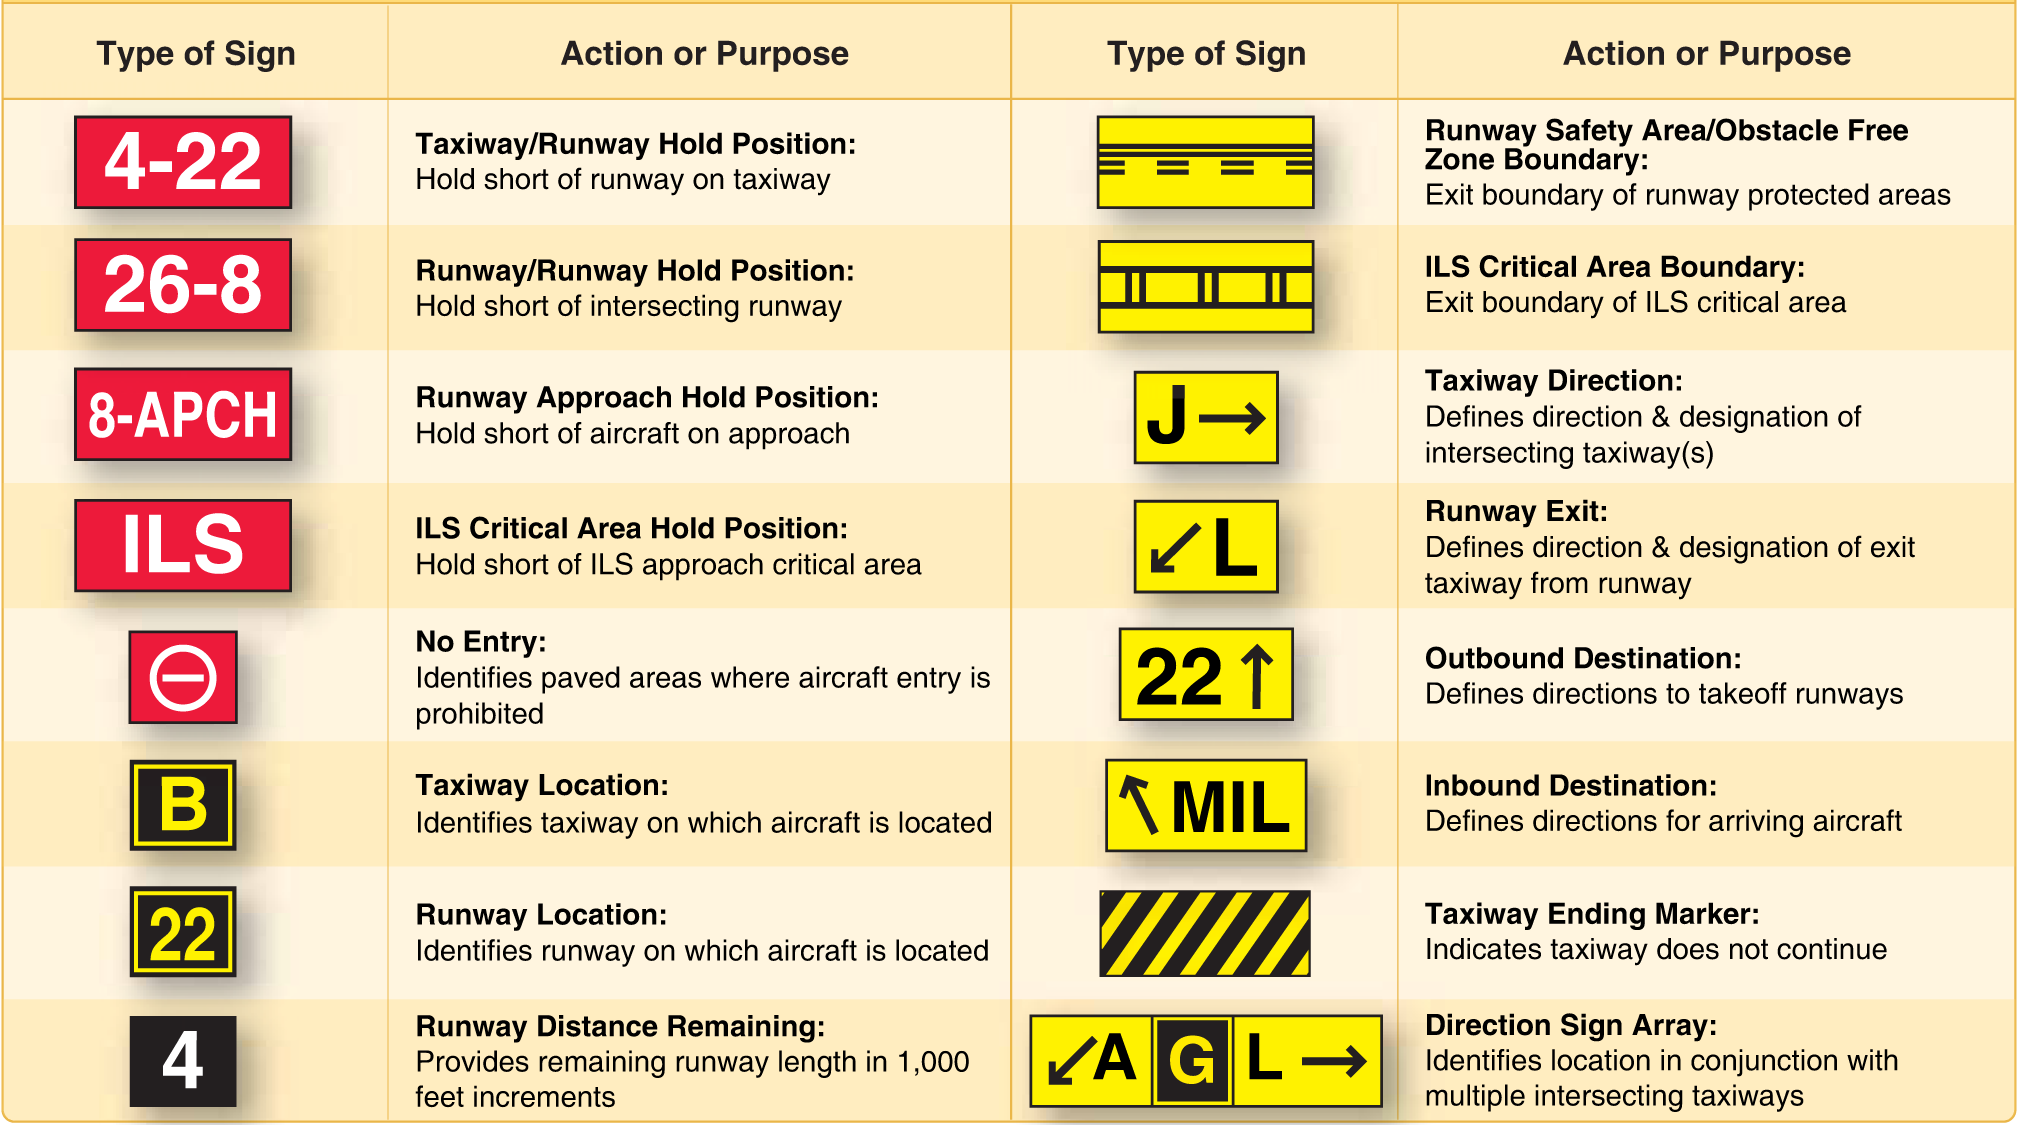 Type of Sign
Action or Purpose
Type of Sign
Action or Purpose
4-22
Taxiway/Runway Hold Position:
Hold short of runway on taxiway
Runway Safety Area/Obstacle Free
Zone Boundary:
Exit boundary of runway protected areas
26-8
Runway/Runway Hold Position:
Hold short of intersecting runway
ILS Critical Area Boundary:
Exit boundary of ILS critical area
8-APCH
Runway Approach Hold Position:
Hold short of aircraft on approach
J→
Taxiway Direction:
Defines direction & designation of
intersecting taxiway(s)
ILS
ILS Critical Area Hold Position:
Hold short of ILS approach critical area
↙L
Runway Exit:
Defines direction & designation of exit
taxiway from runway
No Entry:
Identifies paved areas where aircraft entry is
prohibited
22↑
Outbound Destination:
Defines directions to takeoff runways
B
Taxiway Location:
Identifies taxiway on which aircraft is located
↖MIL
Inbound Destination:
Defines directions for arriving aircraft
22
Runway Location:
Identifies runway on which aircraft is located
Taxiway Ending Marker:
Indicates taxiway does not continue
4
Runway Distance Remaining:
Provides remaining runway length in 1,000
feet increments
↙A G L→
Direction Sign Array:
Identifies location in conjunction with
multiple intersecting taxiways